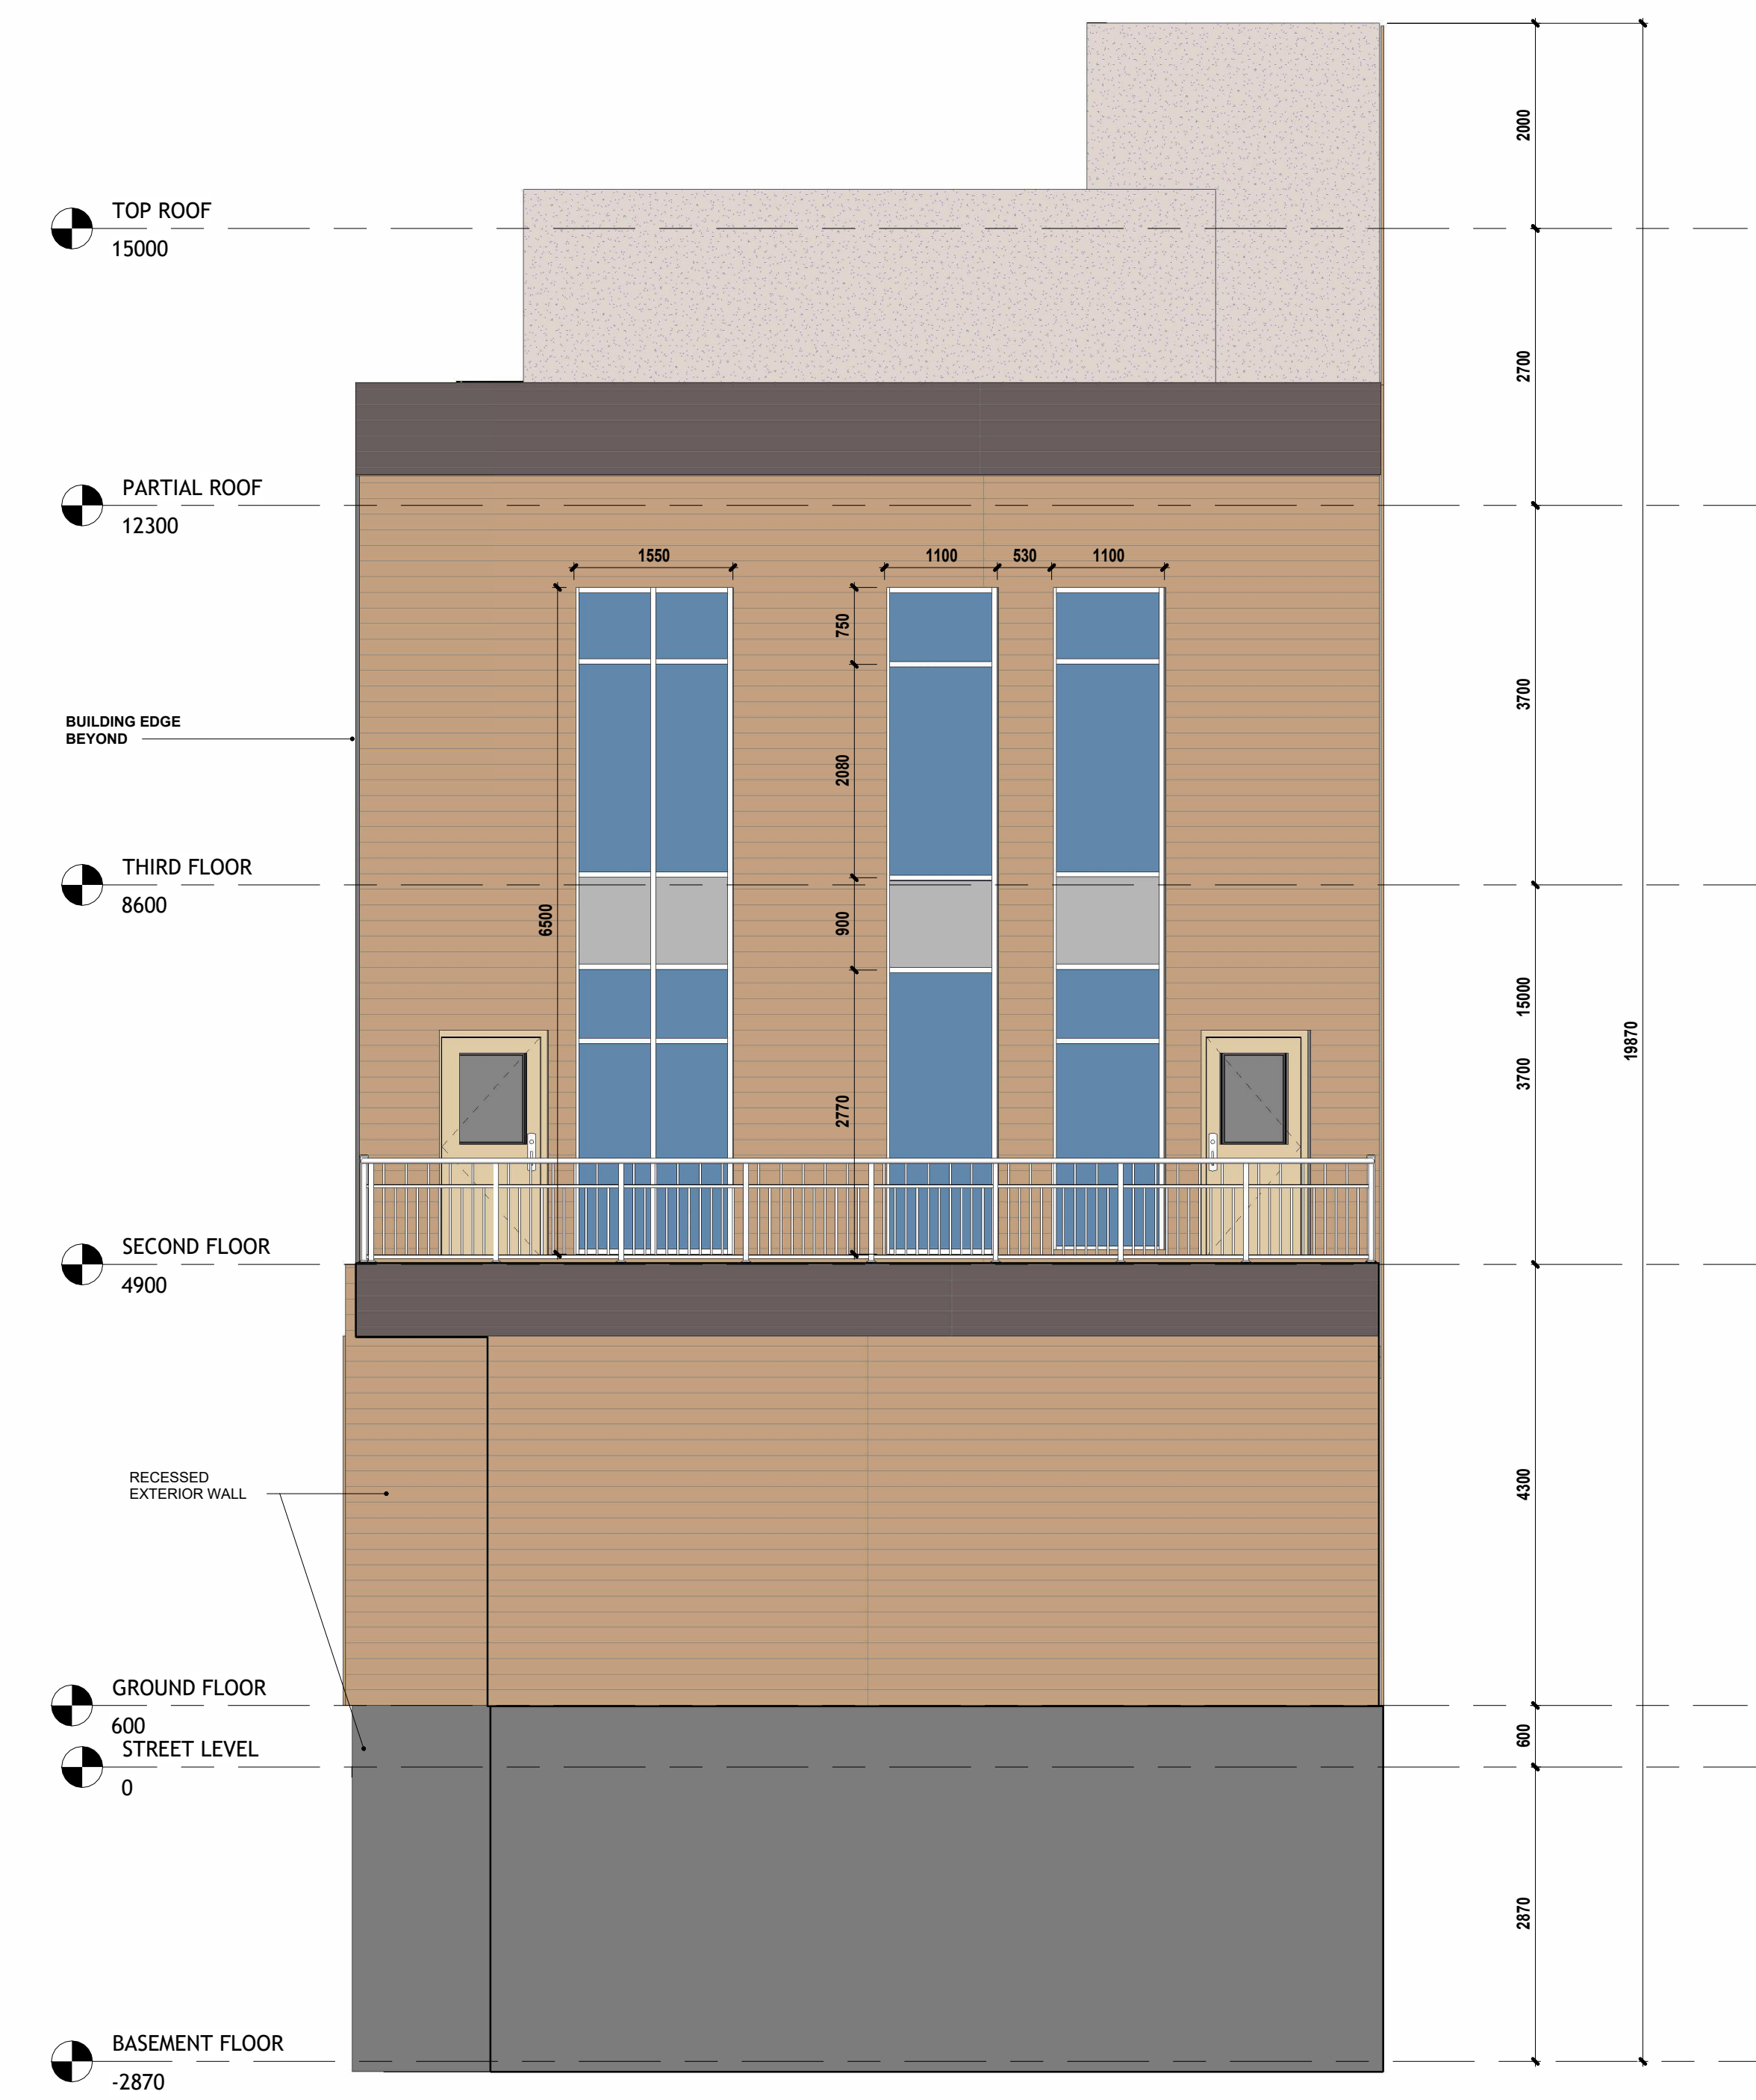 2000
TOP ROOF
15000
2700
PARTIAL ROOF
12300
1550
1100
530
1100
750
3700
BUILDING EDGE
BEYOND
2080
THIRD FLOOR
8600
6500
900
15000
19870
3700
2770
SECOND FLOOR
4900
RECESSED
EXTERIOR WALL
4300
GROUND FLOOR
600
600
STREET LEVEL
0
2870
BASEMENT FLOOR
-2870